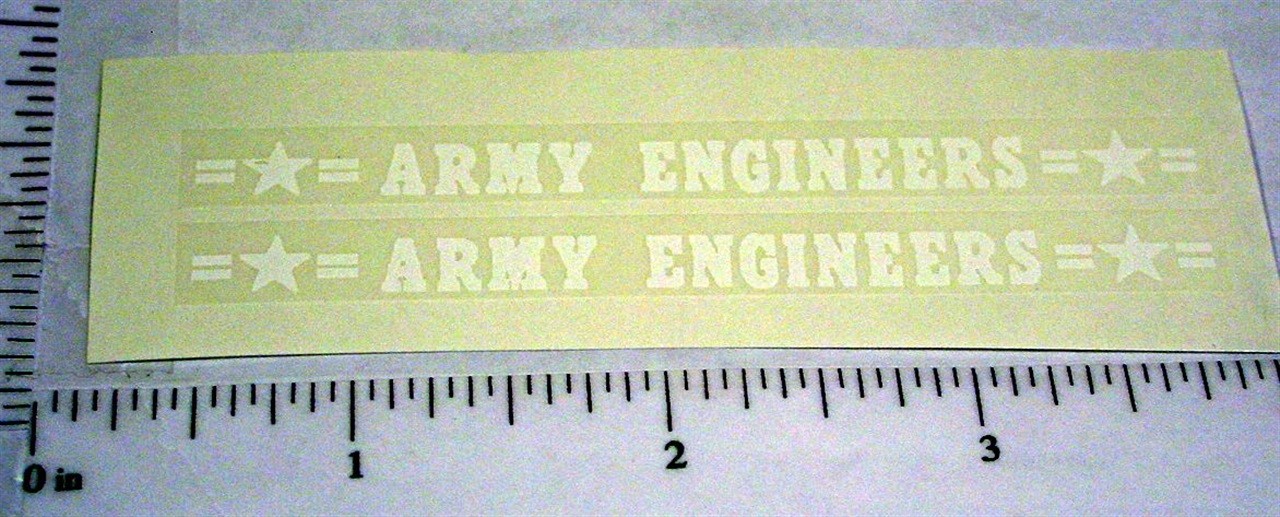 =★= ARMY ENGINEERS =★=
=★= ARMY ENGINEERS =★=
0 in 1 2 3